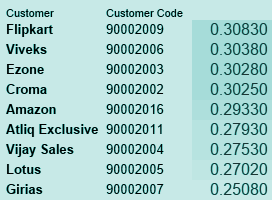 Customer Customer Code
Flipkart 90002009 0.30830
Viveks 90002006 0.30380
Ezone 90002003 0.30280
Croma 90002002 0.30250
Amazon 90002016 0.29330
Atliq Exclusive 90002011 0.27930
Vijay Sales 90002004 0.27530
Lotus 90002005 0.27020
Girias 90002007 0.25080